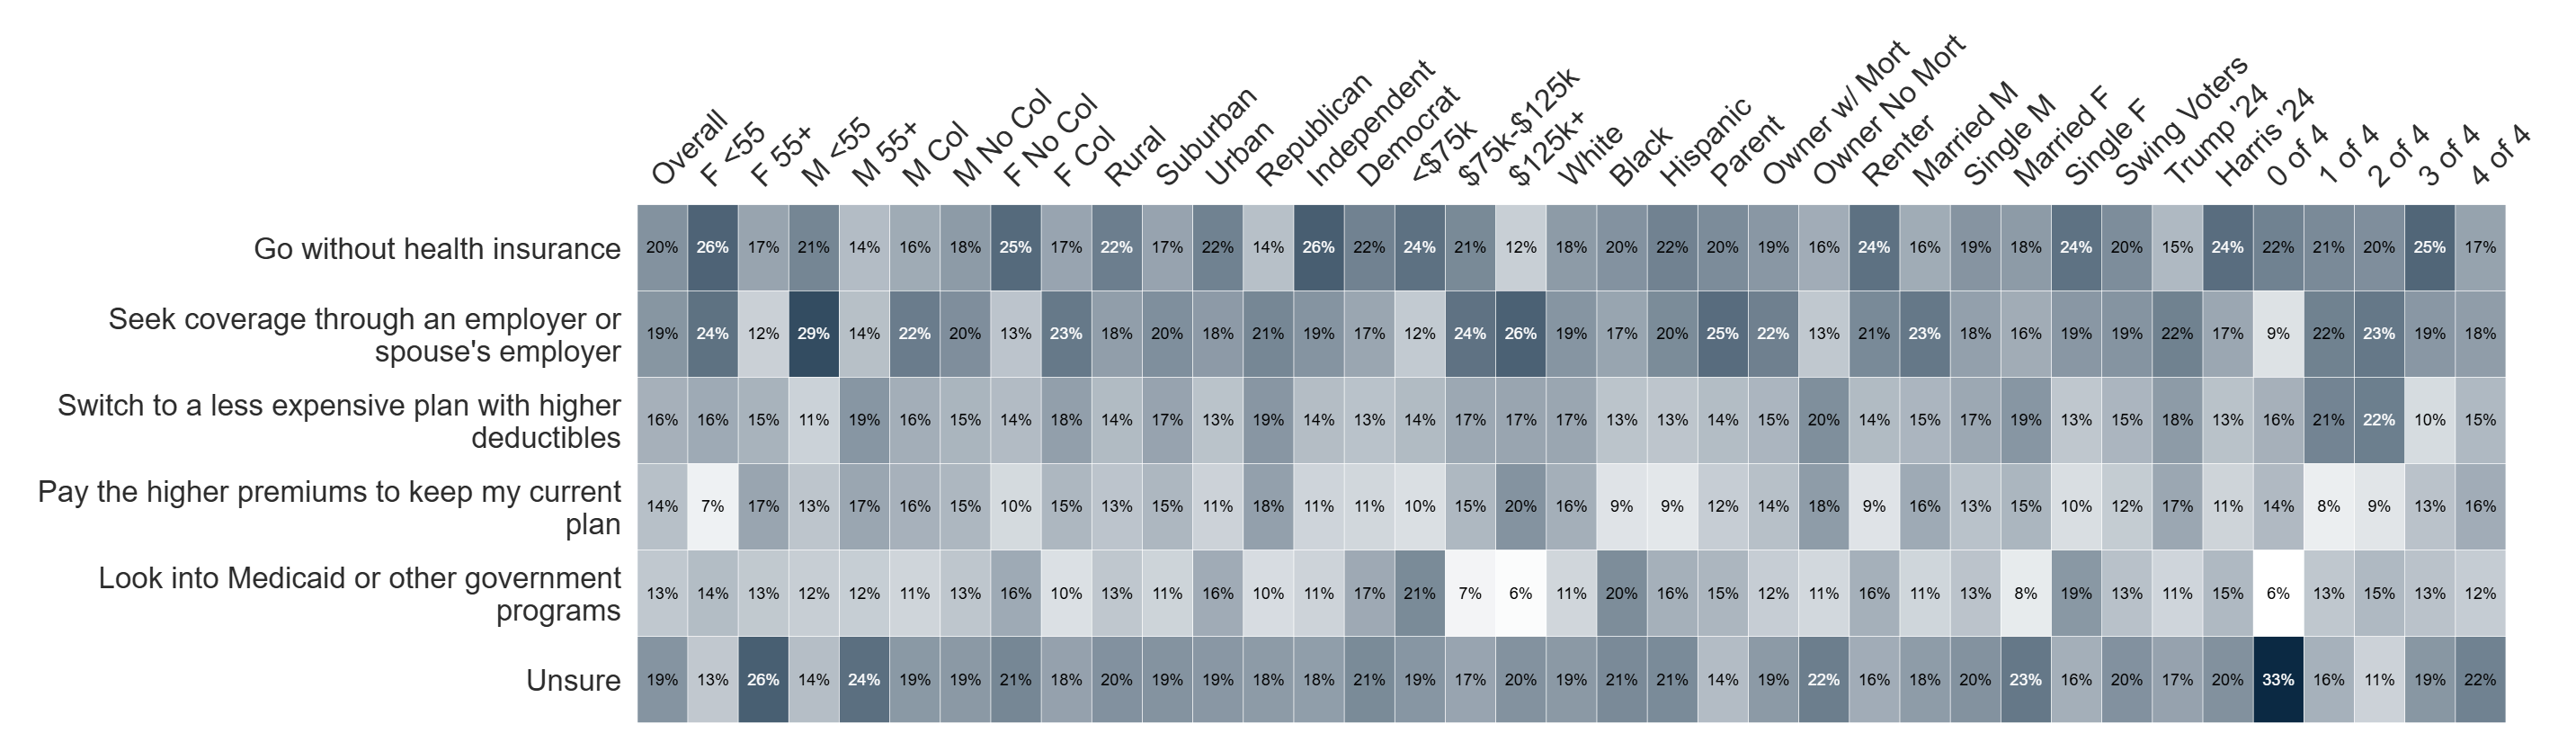 Overall F <55 F 55+ M <55 M 55+ M Col M No Col F No Col F Col Rural Suburban Urban Republican Independent Democrat <$75k $75k-$125k $125k+ White Black Hispanic Parent Owner w/ Mort Owner No Mort Renter Married M Single M Married F Single F Swing Voters Trump '24 Harris '24 0 of 4 1 of 4 2 of 4 3 of 4 4 of 4
Go without health insurance 20% 26% 17% 21% 14% 16% 18% 25% 17% 22% 17% 22% 14% 26% 22% 24% 21% 12% 18% 20% 22% 20% 19% 16% 24% 16% 19% 18% 24% 20% 15% 24% 22% 21% 20% 25% 17%
Seek coverage through an employer or
spouse's employer 19% 24% 12% 29% 14% 22% 20% 13% 23% 18% 20% 18% 21% 19% 17% 12% 24% 26% 19% 17% 20% 25% 22% 13% 21% 23% 18% 16% 19% 19% 22% 17% 9% 22% 23% 19% 18%
Switch to a less expensive plan with higher
deductibles 16% 16% 15% 11% 19% 16% 15% 14% 18% 14% 17% 13% 19% 14% 13% 14% 17% 17% 17% 13% 13% 14% 15% 20% 14% 15% 17% 19% 13% 15% 18% 13% 16% 21% 22% 10% 15%
Pay the higher premiums to keep my current
plan 14% 7% 17% 13% 17% 16% 15% 10% 15% 13% 15% 11% 18% 11% 11% 10% 15% 20% 16% 9% 9% 12% 14% 18% 9% 16% 13% 15% 10% 12% 17% 11% 14% 8% 9% 13% 16%
Look into Medicaid or other government
programs 13% 14% 13% 12% 12% 11% 13% 16% 10% 13% 11% 16% 10% 11% 17% 21% 7% 6% 11% 20% 16% 15% 12% 11% 16% 11% 13% 8% 19% 13% 11% 15% 6% 13% 15% 13% 12%
Unsure 19% 13% 26% 14% 24% 19% 19% 21% 18% 20% 19% 19% 18% 18% 21% 19% 17% 20% 19% 21% 21% 14% 19% 22% 16% 18% 20% 23% 16% 20% 17% 20% 33% 16% 11% 19% 22%